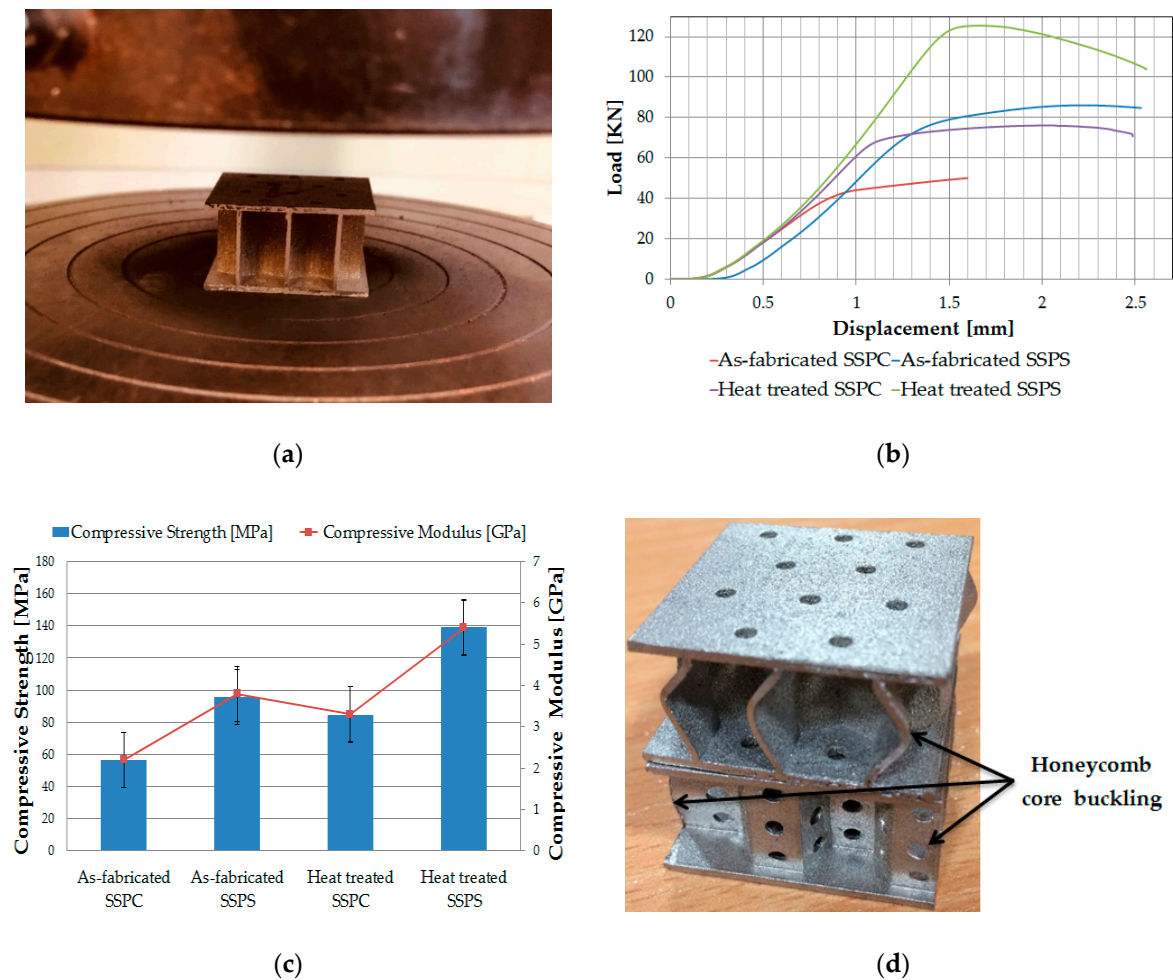 120
100
80
60
40
20
0
Load [KN]
0
0.5
1
1.5
2
2.5
Displacement [mm]
As-fabricated SSPC
As-fabricated SSPS
Heat treated SSPC
Heat treated SSPS
(a)
(b)
Compressive Strength [MPa]
Compressive Modulus [GPa]
180
160
140
120
100
80
60
40
20
0
Compressive Strength [MPa]
7
6
5
4
3
2
1
0
Compressive Modulus [GPa]
As-fabricated
SSPC
As-fabricated
SSPS
Heat treated
SSPC
Heat treated
SSPS
Honeycomb
core buckling
(c)
(d)